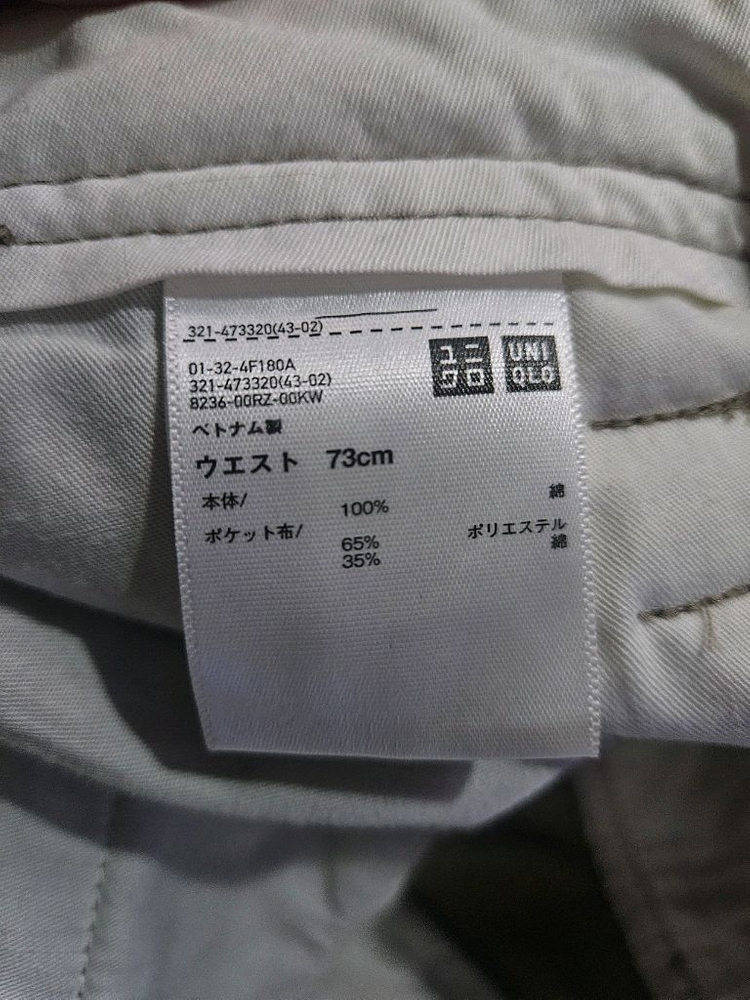 321-473320(43-02)
ユニ
クロ
UNI
QLO
01-32-4F180A
321-473320(43-02)
8236-00RZ-00KW
ベトナム製
ウエスト 73cm
本体/ 100% 綿
ポケット布/ 65% ポリエステル
35% 綿